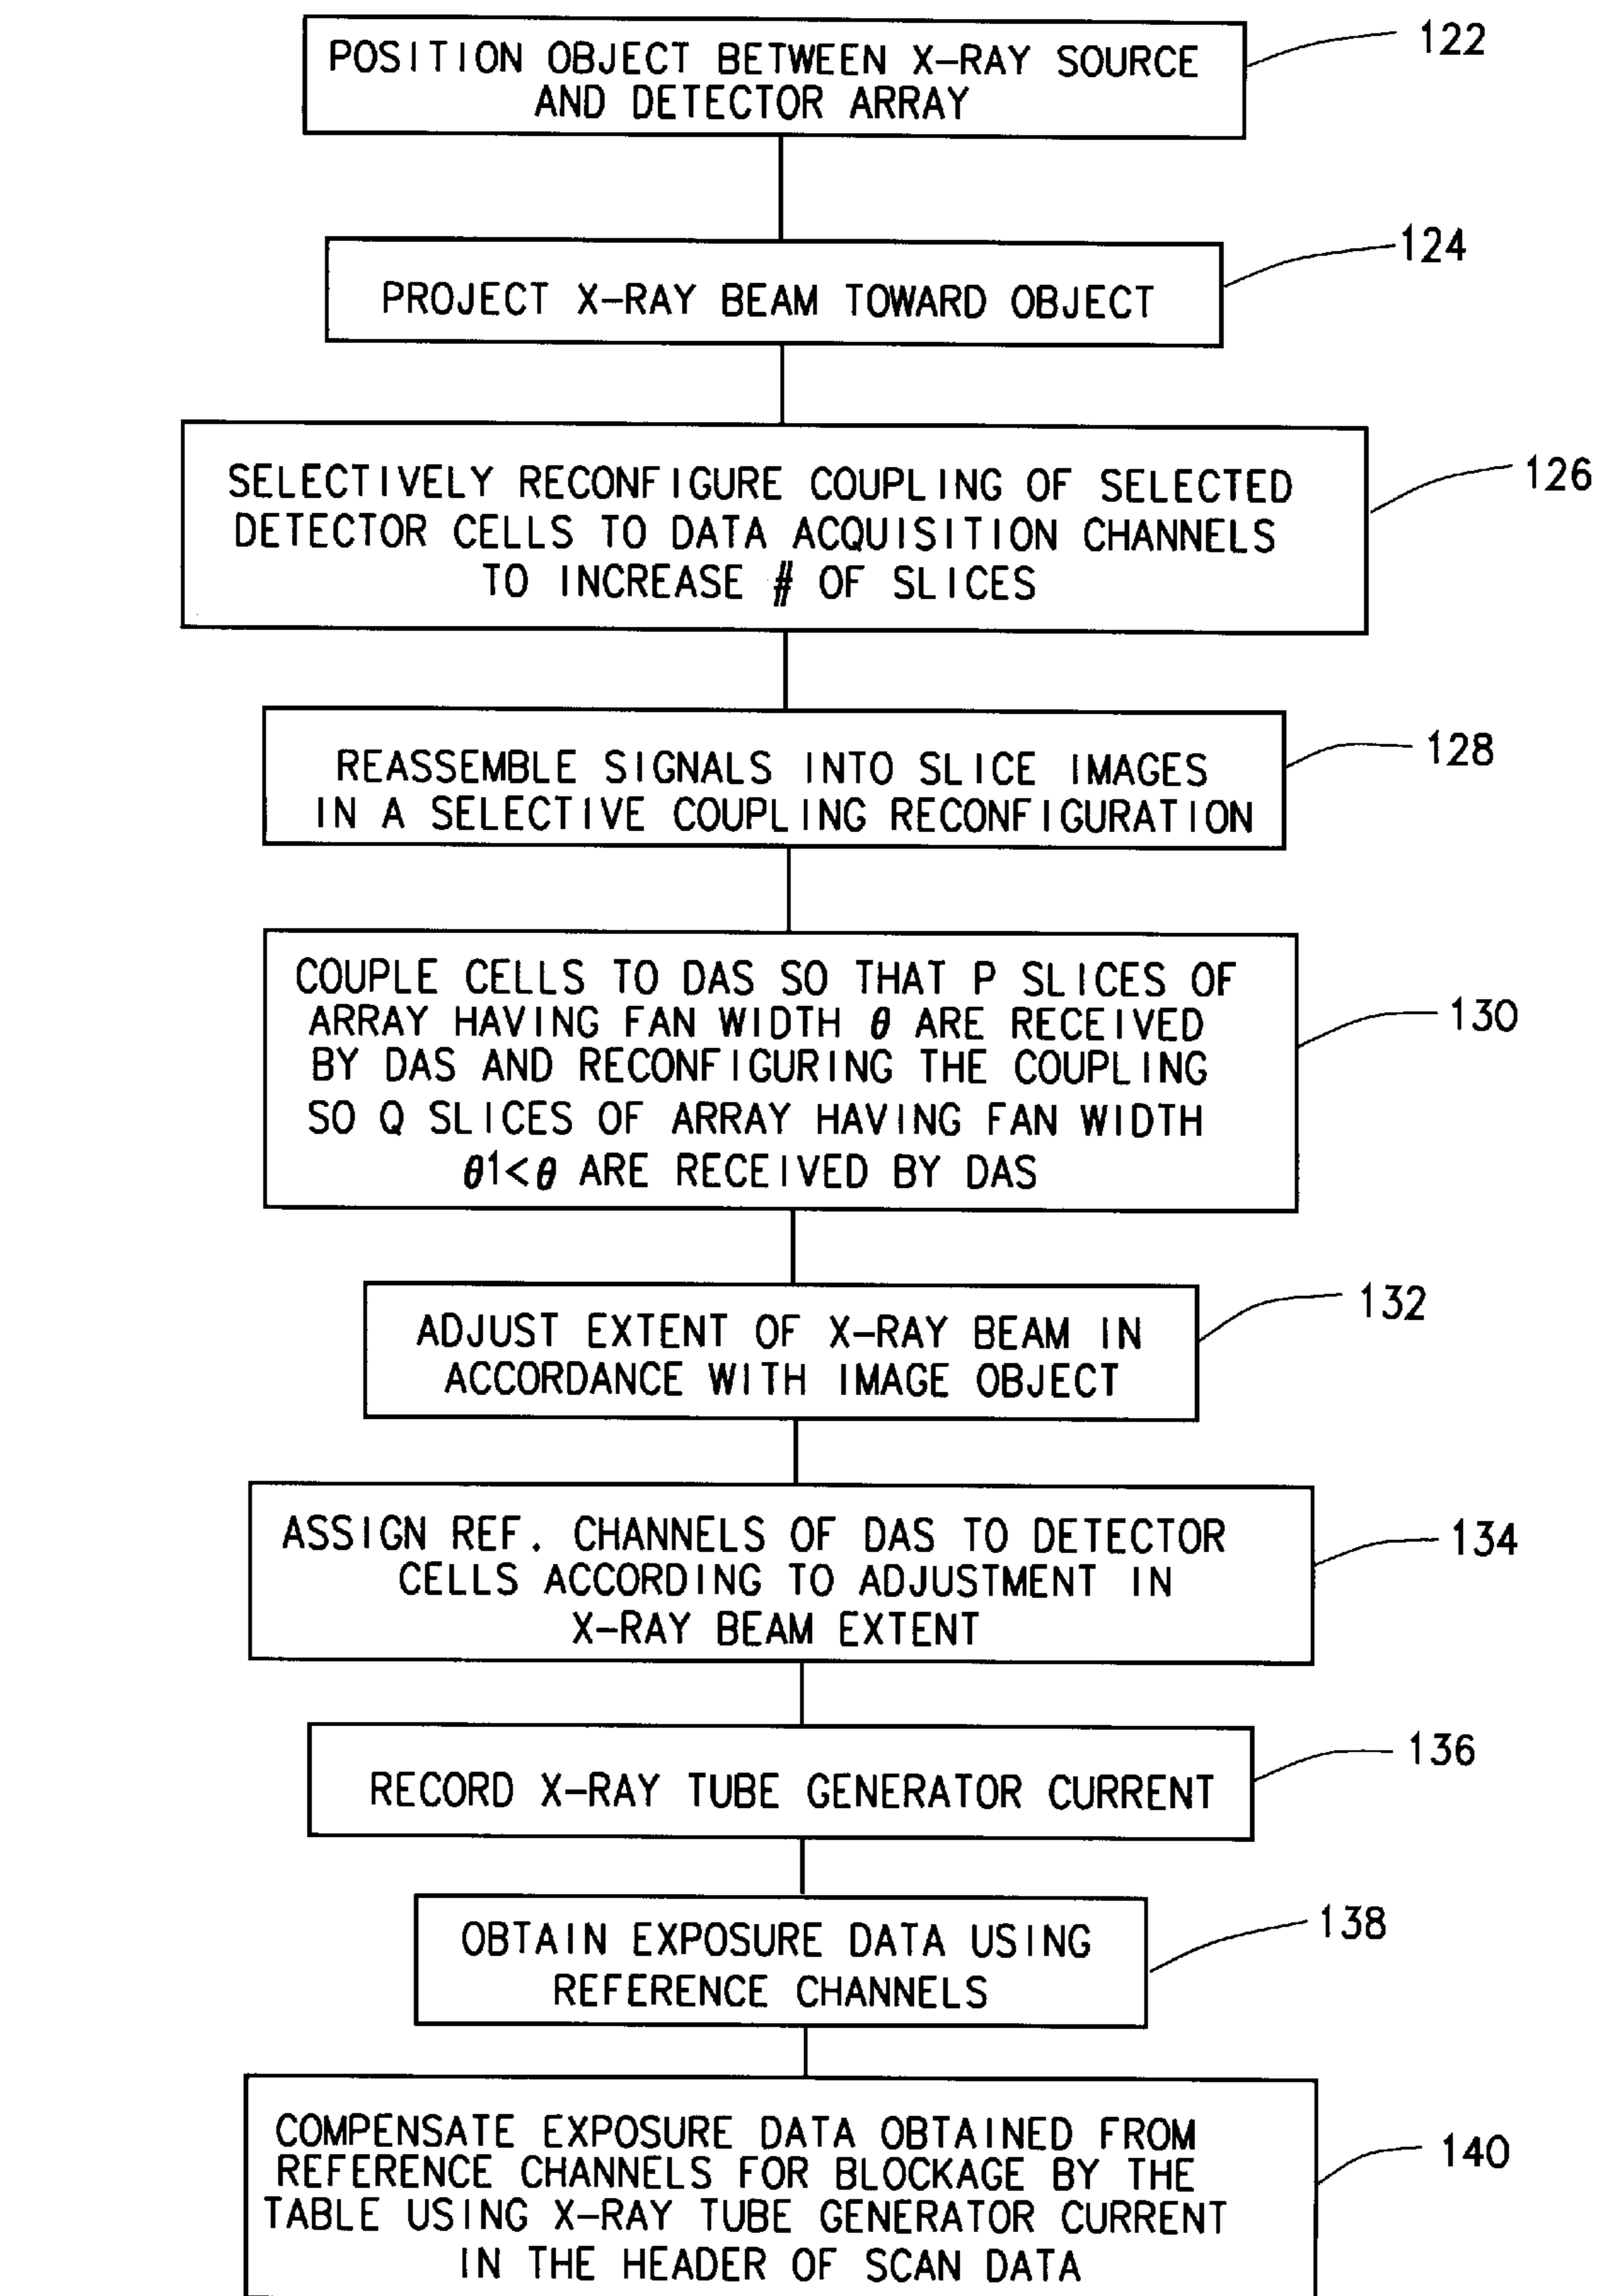 POSITION OBJECT BETWEEN X-RAY SOURCE
AND DETECTOR ARRAY
122
PROJECT X-RAY BEAM TOWARD OBJECT
124
SELECTIVELY RECONFIGURE COUPLING OF SELECTED
DETECTOR CELLS TO DATA ACQUISITION CHANNELS
TO INCREASE # OF SLICES
126
REASSEMBLE SIGNALS INTO SLICE IMAGES
IN A SELECTIVE COUPLING RECONFIGURATION
128
COUPLE CELLS TO DAS SO THAT P SLICES OF
ARRAY HAVING FAN WIDTH θ ARE RECEIVED
BY DAS AND RECONFIGURING THE COUPLING
SO Q SLICES OF ARRAY HAVING FAN WIDTH
θ1<θ ARE RECEIVED BY DAS
130
ADJUST EXTENT OF X-RAY BEAM IN
ACCORDANCE WITH IMAGE OBJECT
132
ASSIGN REF. CHANNELS OF DAS TO DETECTOR
CELLS ACCORDING TO ADJUSTMENT IN
X-RAY BEAM EXTENT
134
RECORD X-RAY TUBE GENERATOR CURRENT
136
OBTAIN EXPOSURE DATA USING
REFERENCE CHANNELS
138
COMPENSATE EXPOSURE DATA OBTAINED FROM
REFERENCE CHANNELS FOR BLOCKAGE BY THE
TABLE USING X-RAY TUBE GENERATOR CURRENT
IN THE HEADER OF SCAN DATA
140